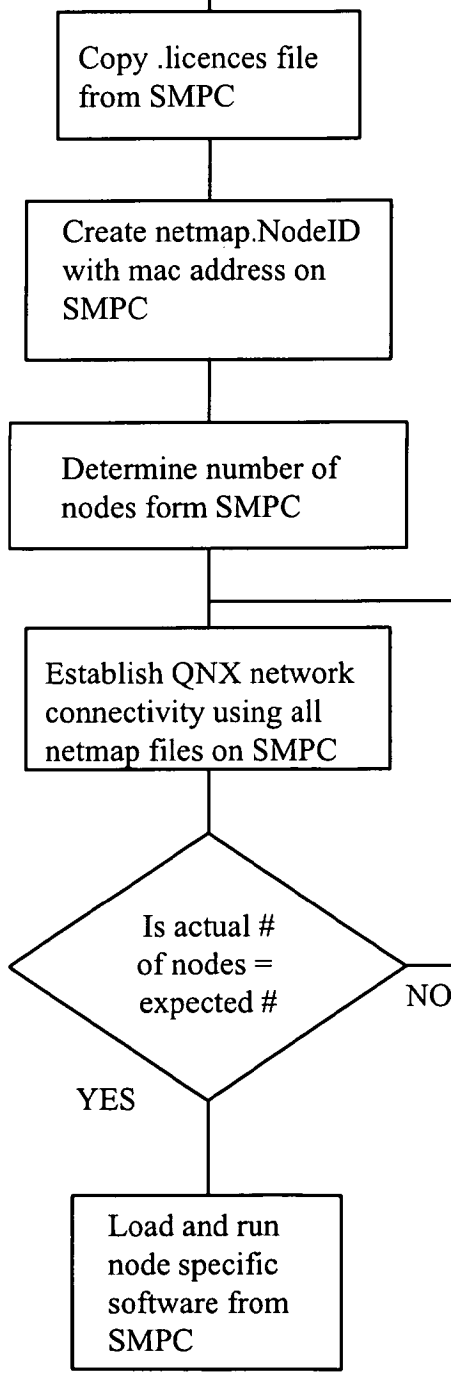 Copy .licences file
from SMPC
Create netmap.NodeID
with mac address on
SMPC
Determine number of
nodes form SMPC
Establish QNX network
connectivity using all
netmap files on SMPC
Is actual #
of nodes =
expected #
NO
YES
Load and run
node specific
software from
SMPC